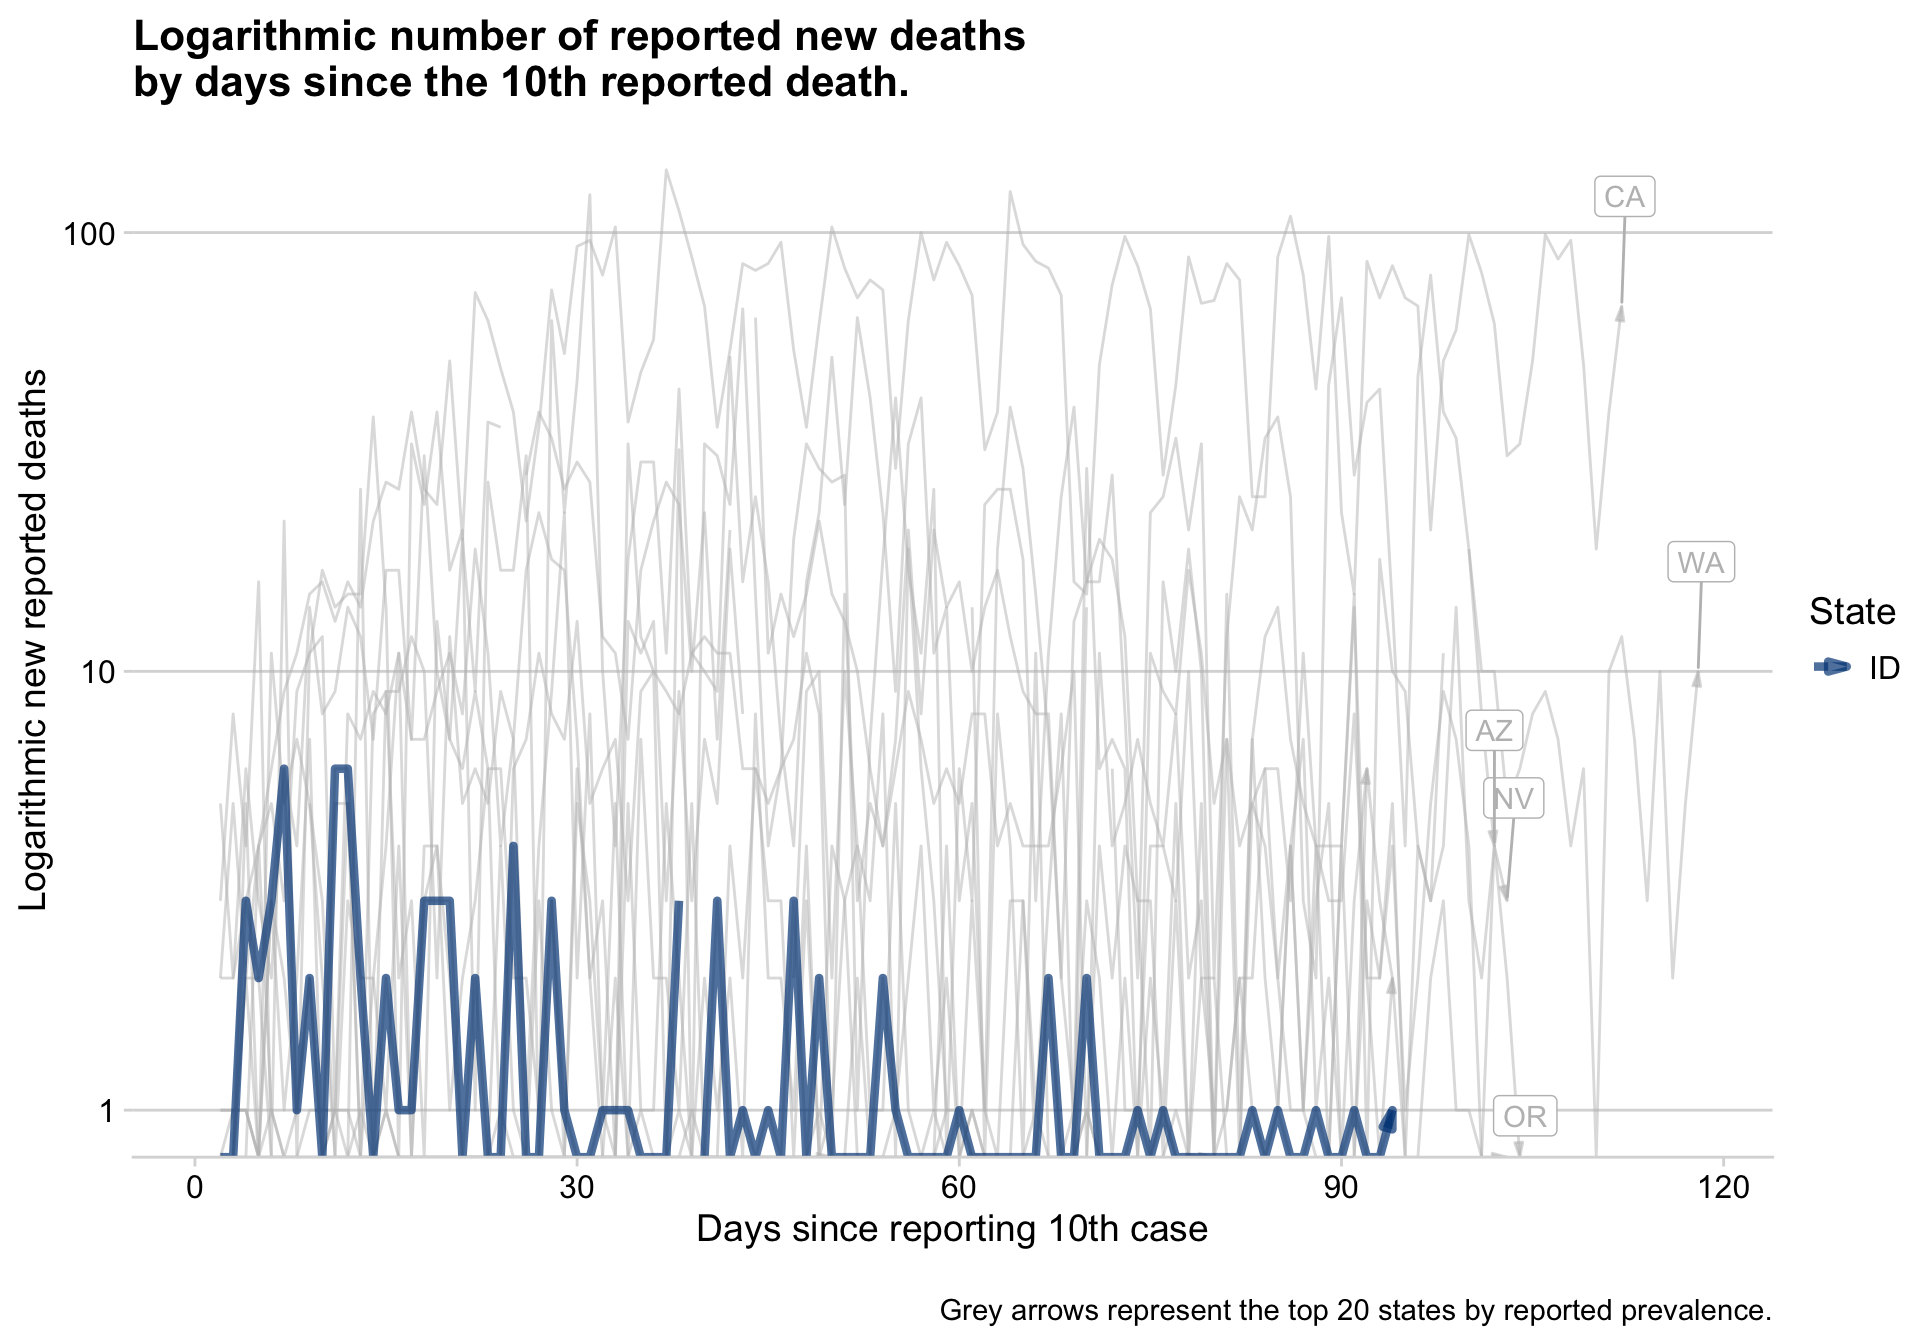 Logarithmic number of reported new deaths
by days since the 10th reported death.
Logarithmic new reported deaths
100
10
1
CA
WA
AZ
NV
OR
State
ID
0
30
60
90
120
Days since reporting 10th case
Grey arrows represent the top 20 states by reported prevalence.